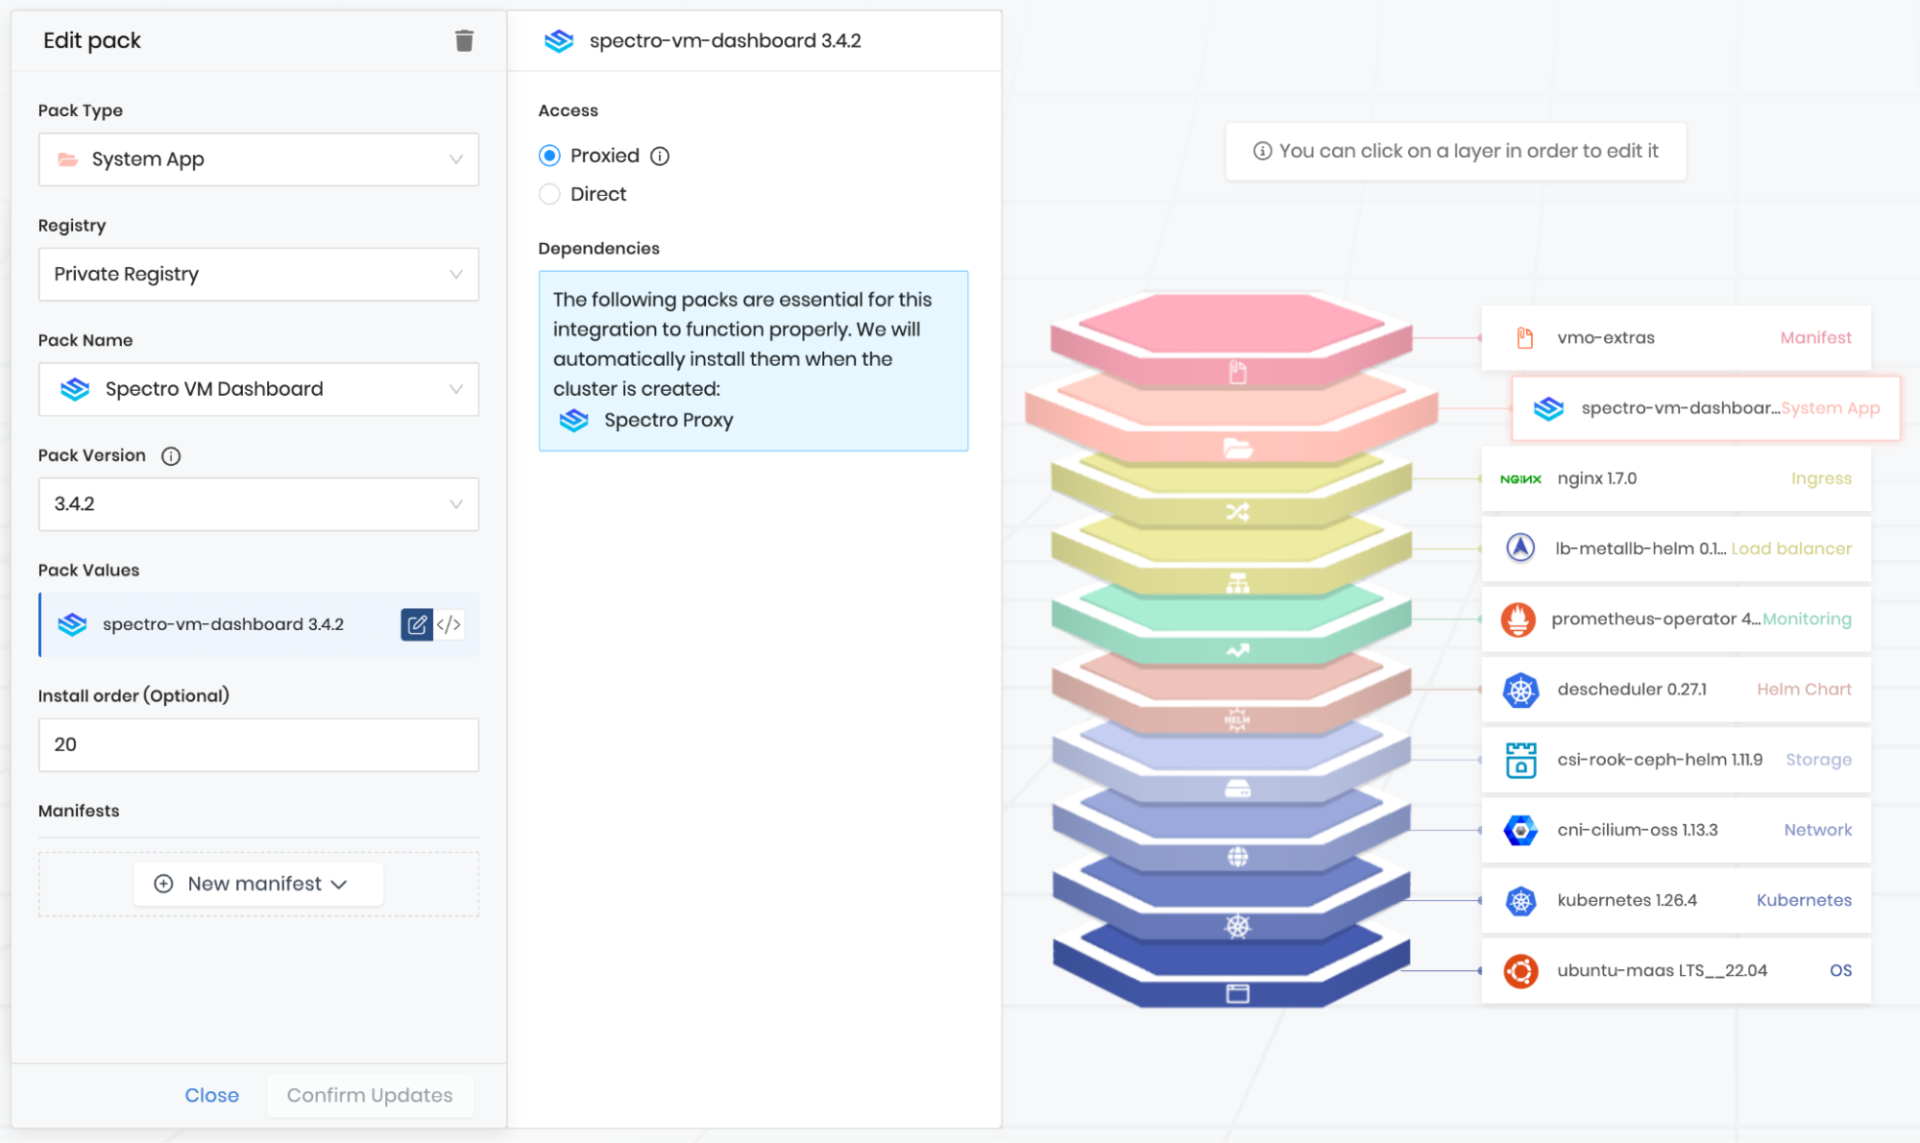 Edit pack
Pack Type
System App
Registry
Private Registry
Pack Name
Spectro VM Dashboard
Pack Version
3.4.2
Pack Values
spectro-vm-dashboard 3.4.2
</>
Install order (Optional)
20
Manifests
New manifest
Close
Confirm Updates
spectro-vm-dashboard 3.4.2
Access
Proxied
Direct
Dependencies
The following packs are essential for this
integration to function properly. We will
automatically install them when the
cluster is created:
Spectro Proxy
You can click on a layer in order to edit it
HELM
vmo-extras Manifest
spectro-vm-dashboar... System App
NGINX nginx 1.7.0 Ingress
lb-metallb-helm 0.1... Load balancer
prometheus-operator 4... Monitoring
descheduler 0.27.1 Helm Chart
csi-rook-ceph-helm 1.11.9 Storage
cni-cilium-oss 1.13.3 Network
kubernetes 1.26.4 Kubernetes
ubuntu-maas LTS__22.04 OS